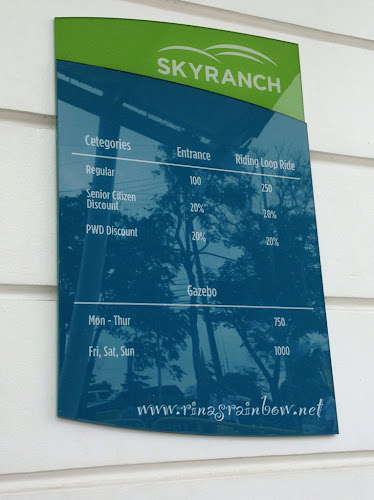 SKYRANCH
Cetegories Entrance Riding Loop Ride
Regular 100 250
Senior Citizen
Discount 20% 20%
PWD Discount 20% 20%
Gazebo
Mon - Thur 750
Fri, Sat, Sun 1000
www.rinasrainbow.net